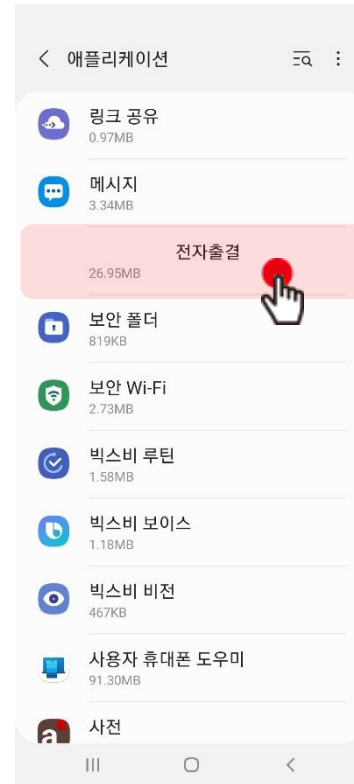 애플리케이션
링크 공유
0.97MB
메시지
3.34MB
전자출결
26.95MB
보안 폴더
819KB
보안 Wi-Fi
2.73MB
빅스비 루틴
1.58MB
빅스비 보이스
1.18MB
빅스비 비전
467KB
사용자 휴대폰 도우미
91.30MB
사전